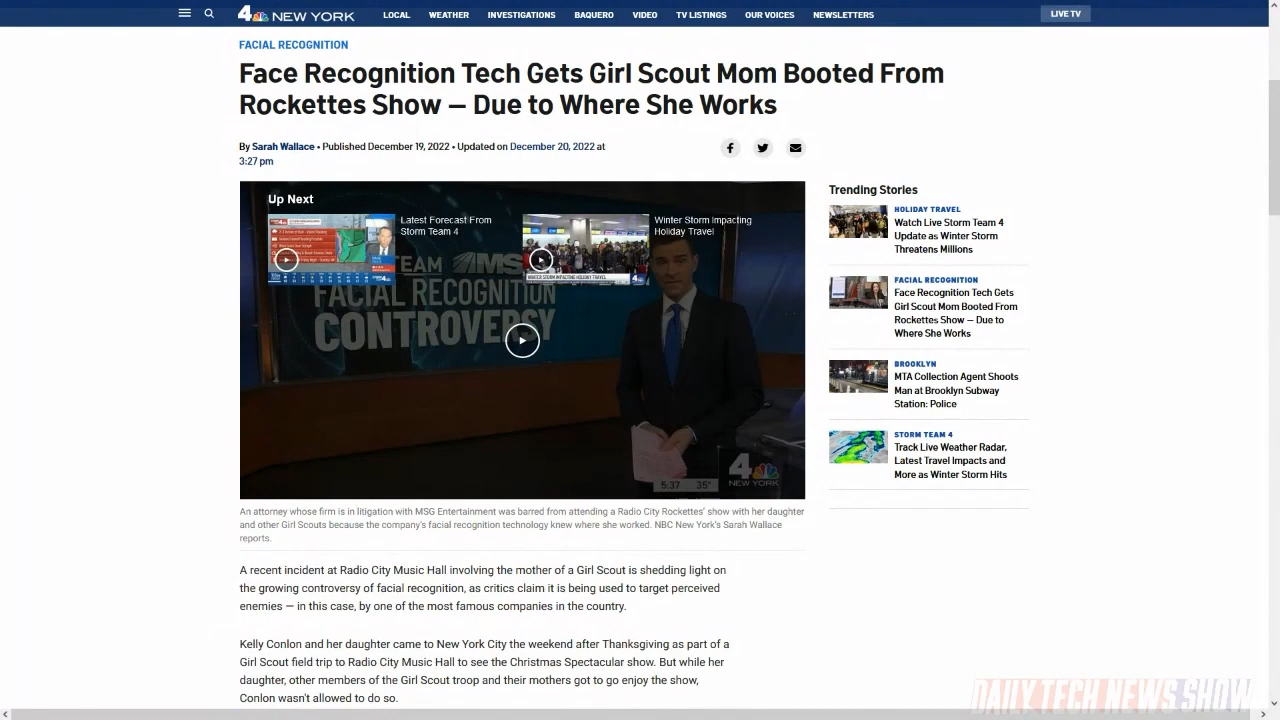 4 NEW YORK
LOCAL
WEATHER
INVESTIGATIONS
BAQUERO
VIDEO
TV LISTINGS
OUR VOICES
NEWSLETTERS
LIVE TV
FACIAL RECOGNITION
Face Recognition Tech Gets Girl Scout Mom Booted From
Rockettes Show – Due to Where She Works
By Sarah Wallace • Published December 19, 2022 • Updated on December 20, 2022 at
3:27 pm
Up Next
Latest Forecast From
Storm Team 4
Winter Storm Impacting
Holiday Travel
WINTER STORM IMPACTING HOLIDAY TRAVEL
TEAM
FACIAL RECOGNITION
CONTROVERSY
4
NEW YORK
5:37 35°
An attorney whose firm is in litigation with MSG Entertainment was barred from attending a Radio City Rockettes' show with her daughter
and other Girl Scouts because the company's facial recognition technology knew where she worked. NBC New York's Sarah Wallace
reports.
A recent incident at Radio City Music Hall involving the mother of a Girl Scout is shedding light on
the growing controversy of facial recognition, as critics claim it is being used to target perceived
enemies — in this case, by one of the most famous companies in the country.
Kelly Conlon and her daughter came to New York City the weekend after Thanksgiving as part of a
Girl Scout field trip to Radio City Music Hall to see the Christmas Spectacular show. But while her
daughter, other members of the Girl Scout troop and their mothers got to go enjoy the show,
Conlon wasn't allowed to do so.
Trending Stories
HOLIDAY TRAVEL
Watch Live Storm Team 4
Update as Winter Storm
Threatens Millions
FACIAL RECOGNITION
Face Recognition Tech Gets
Girl Scout Mom Booted From
Rockettes Show – Due to
Where She Works
BROOKLYN
MTA Collection Agent Shoots
Man at Brooklyn Subway
Station: Police
STORM TEAM 4
Track Live Weather Radar,
Latest Travel Impacts and
More as Winter Storm Hits
DAILY TECH NEWS SHOW